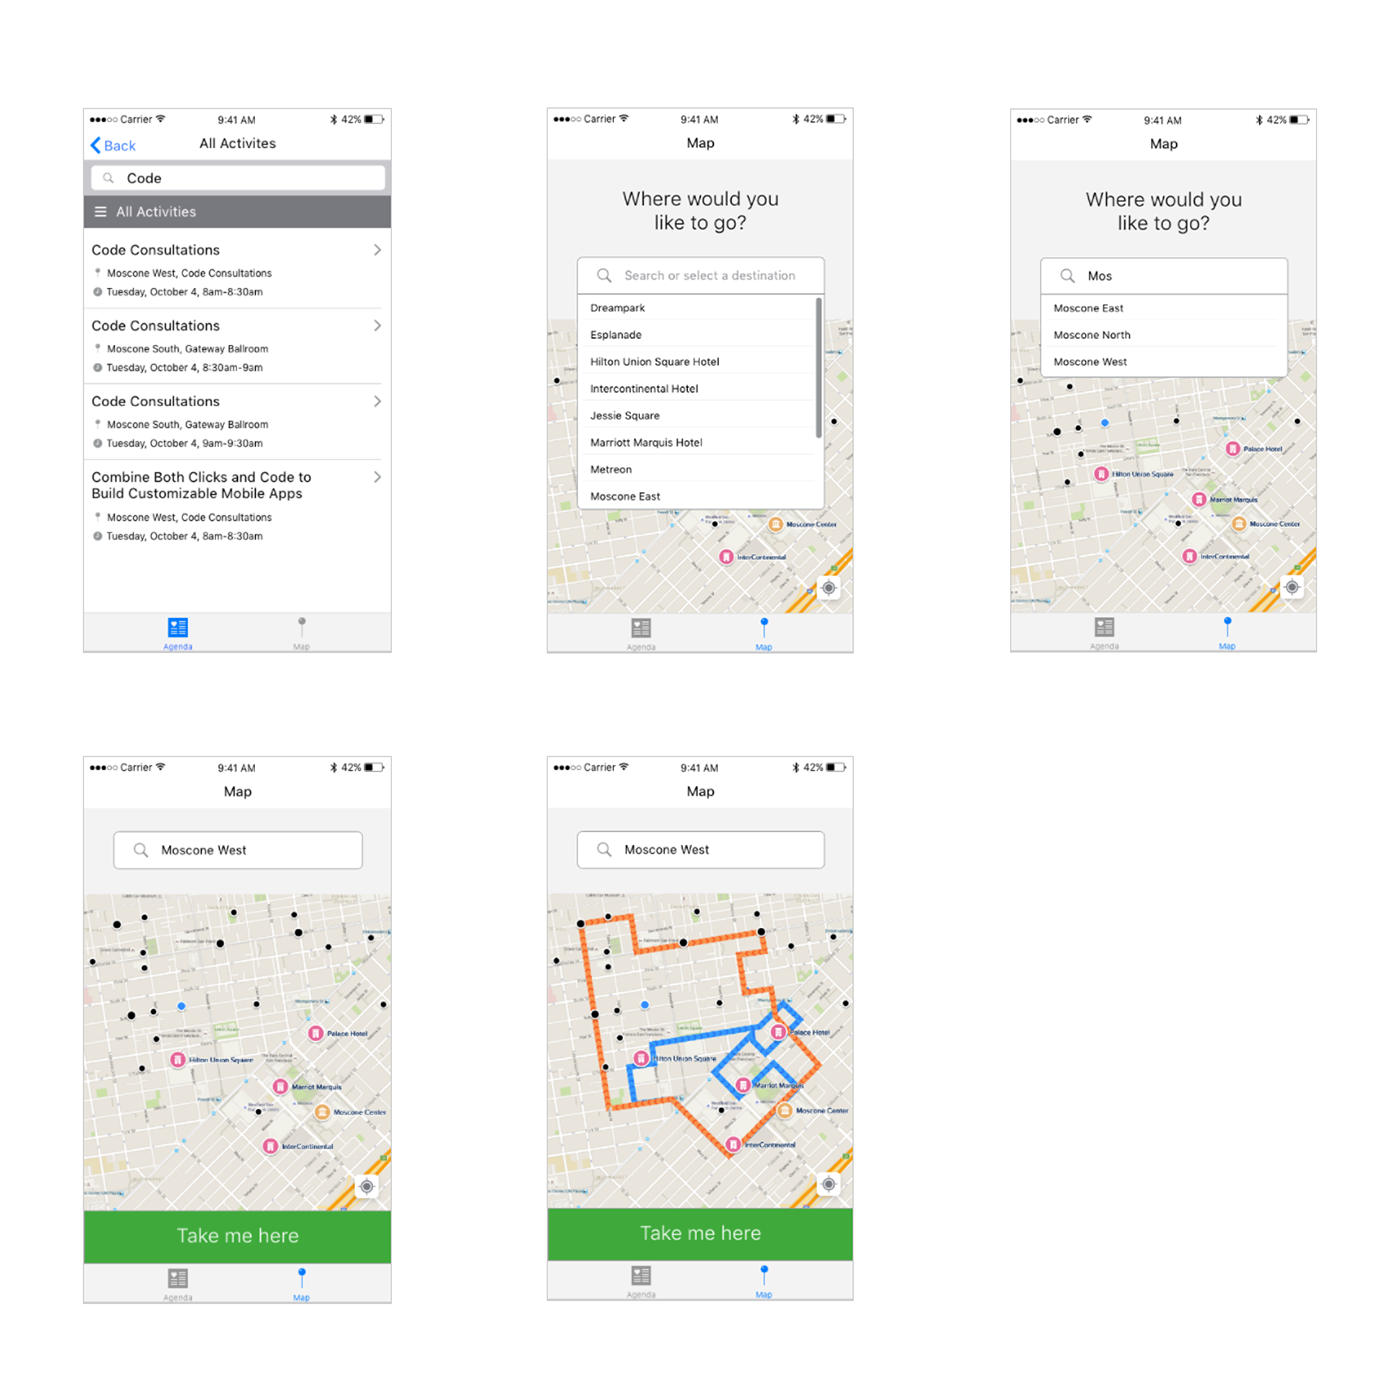 Carrier 9:41 AM 42%
Back All Activites
Code
All Activities
Code Consultations
Moscone West, Code Consultations
Tuesday, October 4, 8am-8:30am
Code Consultations
Moscone South, Gateway Ballroom
Tuesday, October 4, 8:30am-9am
Code Consultations
Moscone South, Gateway Ballroom
Tuesday, October 4, 9am-9:30am
Combine Both Clicks and Code to
Build Customizable Mobile Apps
Moscone West, Code Consultations
Tuesday, October 4, 8am-8:30am
Agenda Map
Carrier 9:41 AM 42%
Map
Where would you
like to go?
Search or select a destination
Dreampark
Esplanade
Hilton Union Square Hotel
Intercontinental Hotel
Jessie Square
Marriott Marquis Hotel
Metreon
Moscone East
Moscone Center
InterContinental
Agenda Map
Carrier 9:41 AM 42%
Map
Where would you
like to go?
Mos
Moscone East
Moscone North
Moscone West
Palace Hotel
Hilton Union Square
Marriot Marquis
Moscone Center
InterContinental
Agenda Map
Carrier 9:41 AM 42%
Map
Moscone West
Palace Hotel
Hilton Union Square
Marriot Marquis
Moscone Center
InterContinental
Take me here
Agenda Map
Carrier 9:41 AM 42%
Map
Moscone West
Palace Hotel
Hilton Union Square
Marriot Marquis
Moscone Center
InterContinental
Take me here
Agenda Map